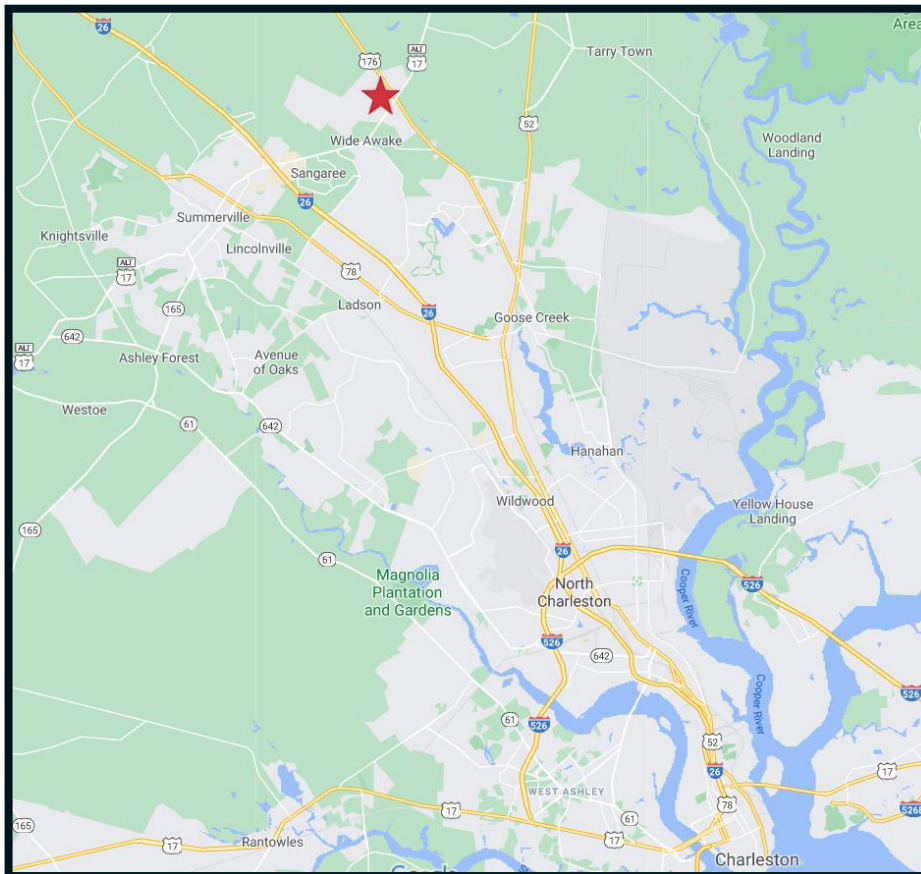 26
176
ALT
17
Tarry Town
Area
52
Woodland
Landing
Wide Awake
Sangaree
26
Summerville
Knightsville
Lincolnville
ALT
17
78
165
Ladson
26
Goose Creek
642
ALT
17
Ashley Forest
Avenue
of Oaks
Westoe
61
642
Hanahan
Wildwood
Yellow House
Landing
165
61
26
Magnolia
Plantation
and Gardens
North
Charleston
Cooper River
526
526
642
Cooper River
526
61
526
52
26
17
WEST ASHLEY
78
17
61
526B
165
17
Rantowles
17
Charleston
Google